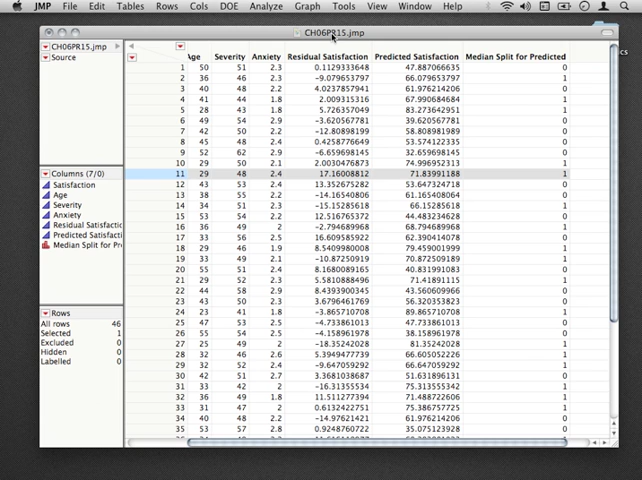 JMP File Edit Tables Rows Cols DOE Analyze Graph Tools View Window Help
CH06PR15.jmp
CH06PR15.jmp
Source
Age Severity Anxiety Residual Satisfaction Predicted Satisfaction Median Split for Predicted
1 50 51 2.3 0.1129333648 47.887066635 0
2 36 46 2.3 −9.079653797 66.079653797 1
3 40 48 2.2 4.0237857941 61.976214206 0
4 41 44 1.8 2.009315316 67.990684684 1
5 28 43 1.8 5.726357049 83.273642951 1
6 49 54 2.9 −3.620567781 39.620567781 0
7 42 50 2.2 −12.80898199 58.808981989 0
8 45 48 2.4 0.4258776649 53.574122335 0
9 52 62 2.9 −6.659698145 32.659698145 0
10 29 50 2.1 2.0030476873 74.996952313 1
11 29 48 2.4 17.16008812 71.83991188 1
12 43 53 2.4 13.352675282 53.647324718 0
13 38 55 2.2 −14.16540806 61.165408064 0
14 34 51 2.3 −15.15285618 66.15285618 1
15 53 54 2.2 12.516765372 44.483234628 0
16 36 49 2 −2.794689968 68.794689968 1
17 33 56 2.5 16.609585922 62.390414078 0
18 29 46 1.9 8.5409980008 79.459001999 1
19 33 49 2.1 −10.87250919 70.872509189 1
20 55 51 2.4 8.1680089165 40.831991083 0
21 29 52 2.3 5.5810888496 71.41891115 1
22 44 58 2.9 8.4393900345 43.560609966 0
23 43 50 2.3 3.6796461769 56.320353823 0
24 23 41 1.8 −3.865710008 89.865710008 1
25 47 53 2.5 −4.733861013 47.733861013 0
26 55 54 2.5 −4.158961978 38.158961978 0
27 25 49 2 −18.35242028 81.35242028 1
28 32 46 2.6 5.3949477739 66.605052226 1
29 32 52 2.4 −9.647059292 66.647059292 1
30 42 51 2.7 3.3681038687 51.631896131 0
31 33 42 2 −16.31355534 75.313555342 1
32 36 49 1.8 11.511277394 71.488722606 1
33 31 47 2 0.6132422751 75.386757725 1
34 40 48 2.2 −14.97621421 61.976214206 0
35 53 57 2.8 0.9248768772 35.075123928 0
Columns (7/0)
Satisfaction
Age
Severity
Anxiety
Residual Satisfactio
Predicted Satisfacti
Median Split for Pr
Rows
All rows 46
Selected 1
Excluded 0
Hidden 0
Labelled 0